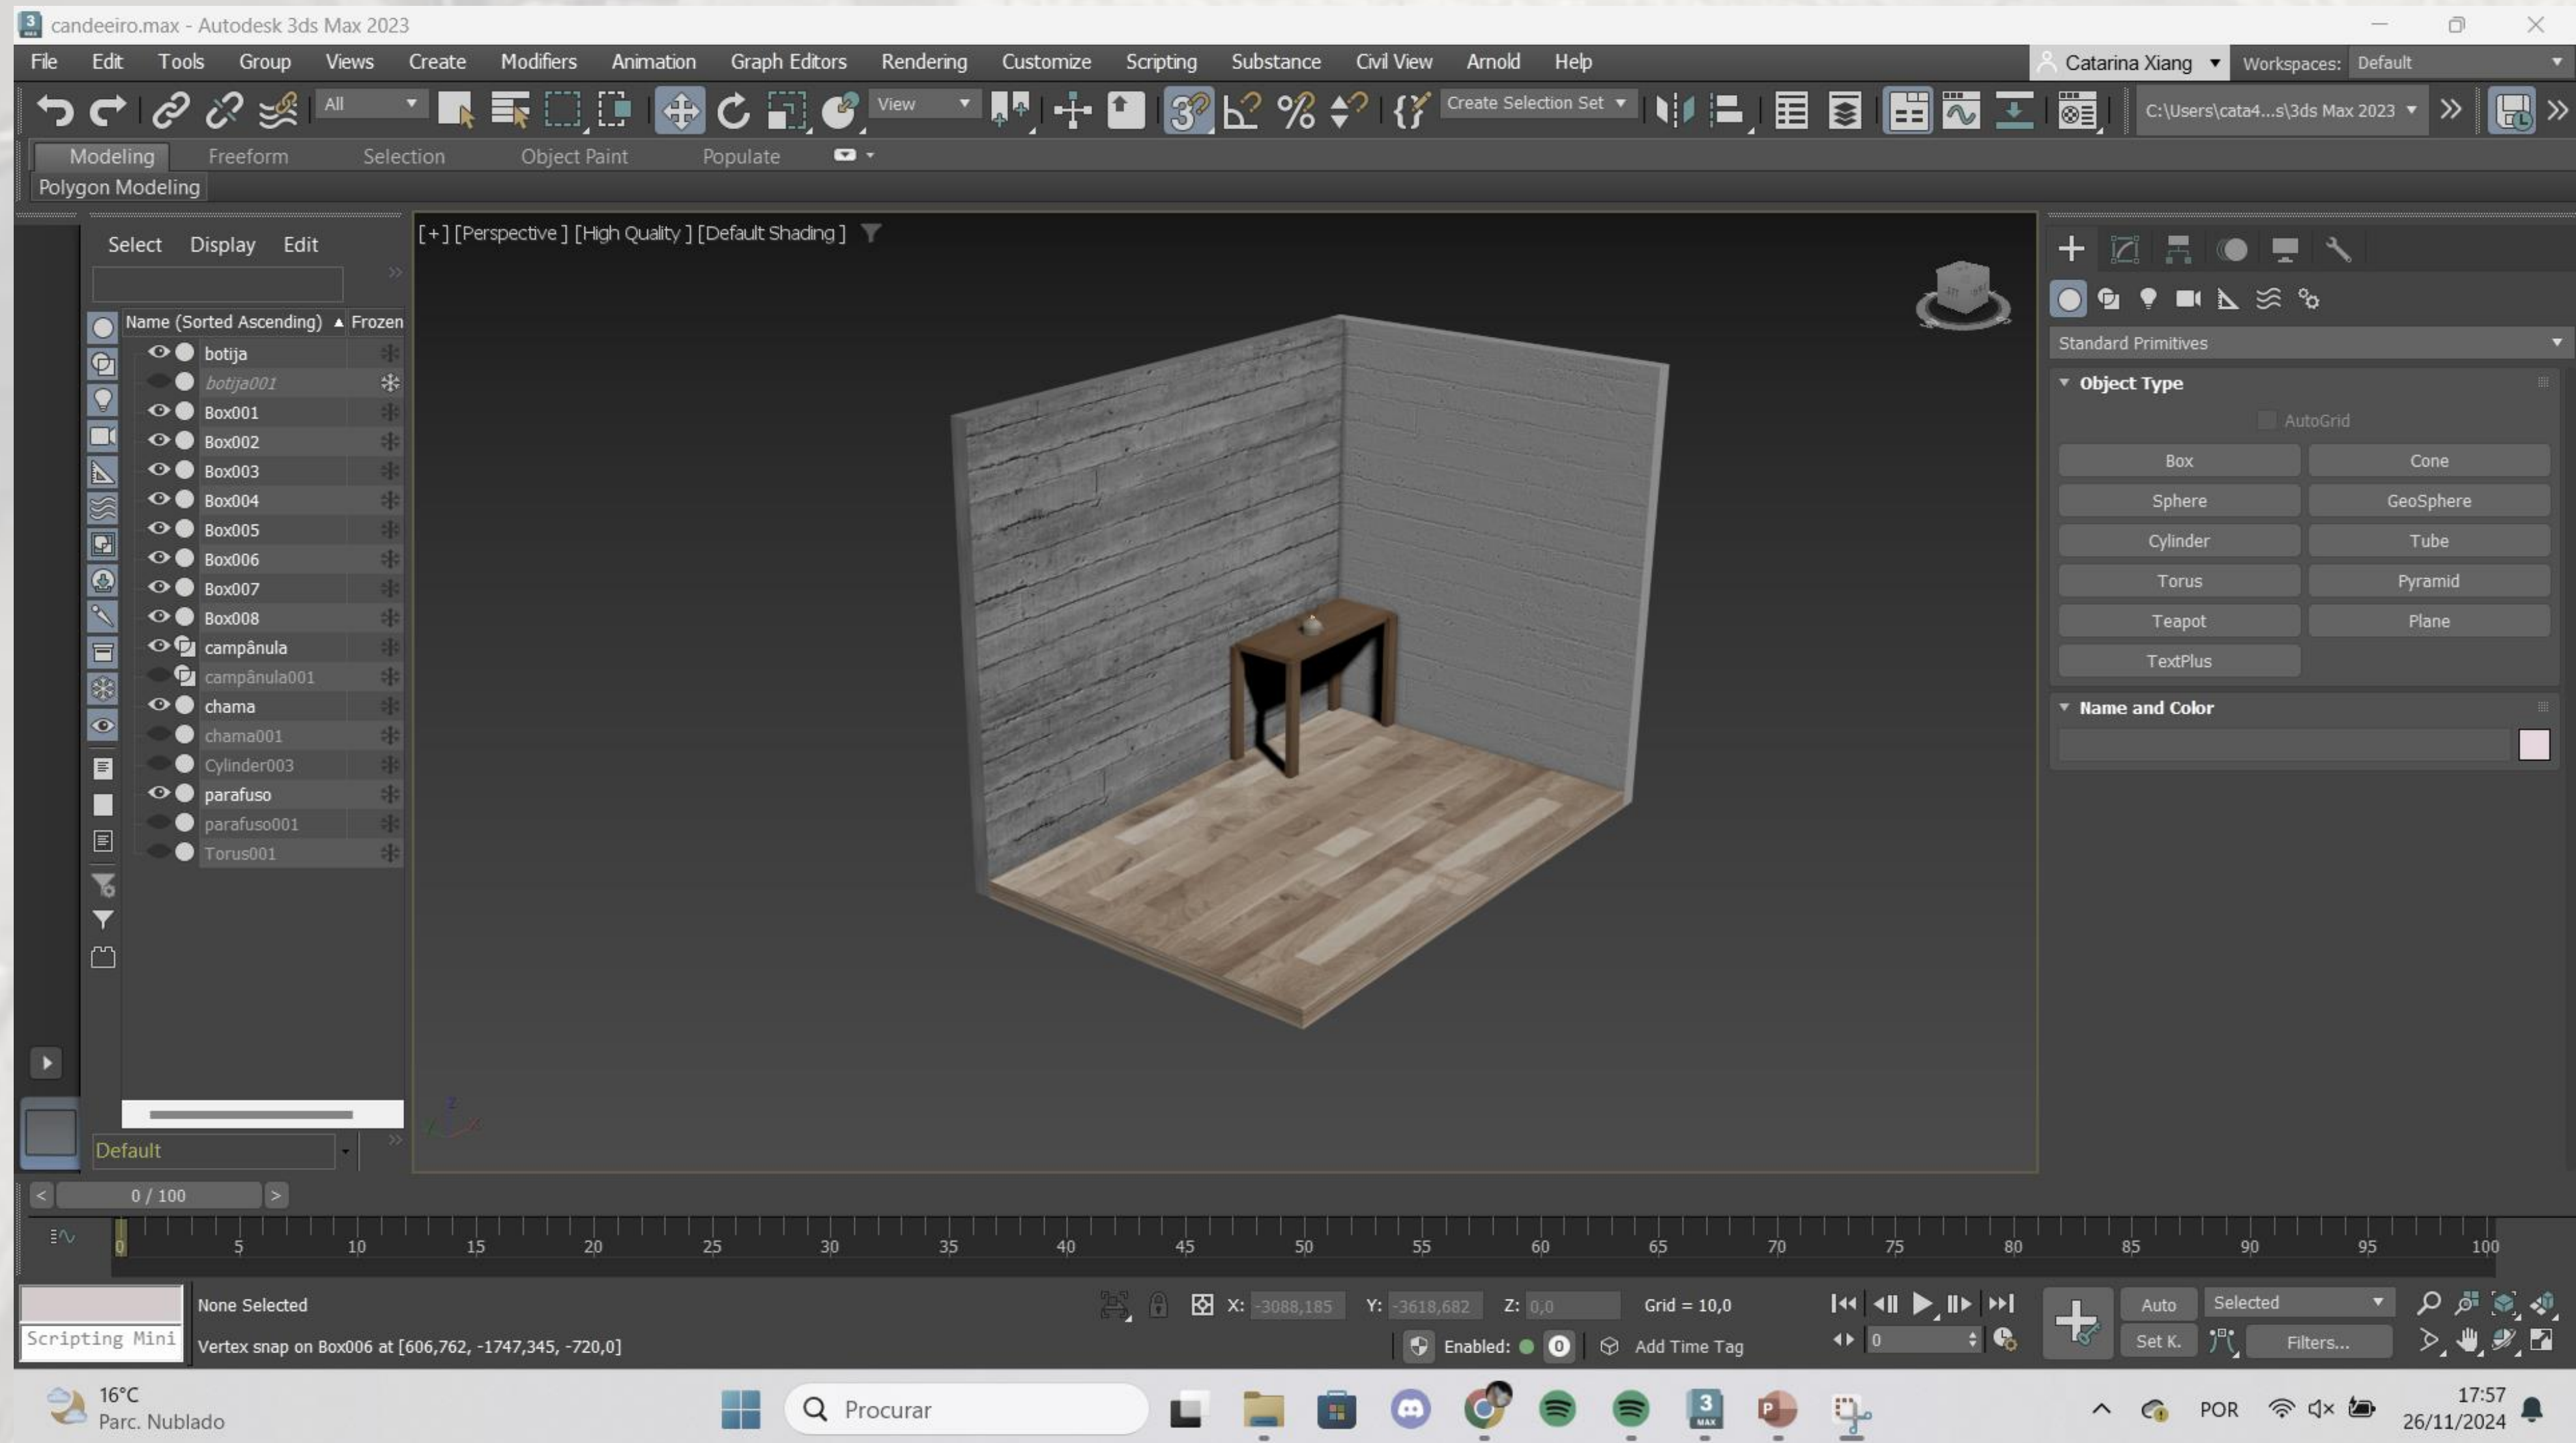 candeeiro.max - Autodesk 3ds Max 2023
File Edit Tools Group Views Create Modifiers Animation Graph Editors Rendering Customize Scripting Substance Civil View Arnold Help Catarina Xiang Workspaces: Default
All View Create Selection Set C:\Users\cata4...s\3ds Max 2023
Modeling Freeform Selection Object Paint Populate
Polygon Modeling
Select Display Edit
[+] [Perspective ] [High Quality ] [Default Shading ]
Name (Sorted Ascending) Frozen
botija
botija001
Box001
Box002
Box003
Box004
Box005
Box006
Box007
Box008
campânula
campânula001
chama
chama001
Cylinder003
parafuso
parafuso001
Torus001
Default
Standard Primitives
Object Type
AutoGrid
Box Cone
Sphere GeoSphere
Cylinder Tube
Torus Pyramid
Teapot Plane
TextPlus
Name and Color
z
0 / 100
0 5 10 15 20 25 30 35 40 45 50 55 60 65 70 75 80 85 90 95 100
None Selected X: -3088,185 Y: -3618,682 Z: 0,0 Grid = 10,0 Auto Selected
Scripting Mini Vertex snap on Box006 at [606,762, -1747,345, -720,0] Enabled: 0 Add Time Tag 0 Set K. Filters...
16°C
Parc. Nublado
Procurar
3
MAX
P
POR
17:57
26/11/2024